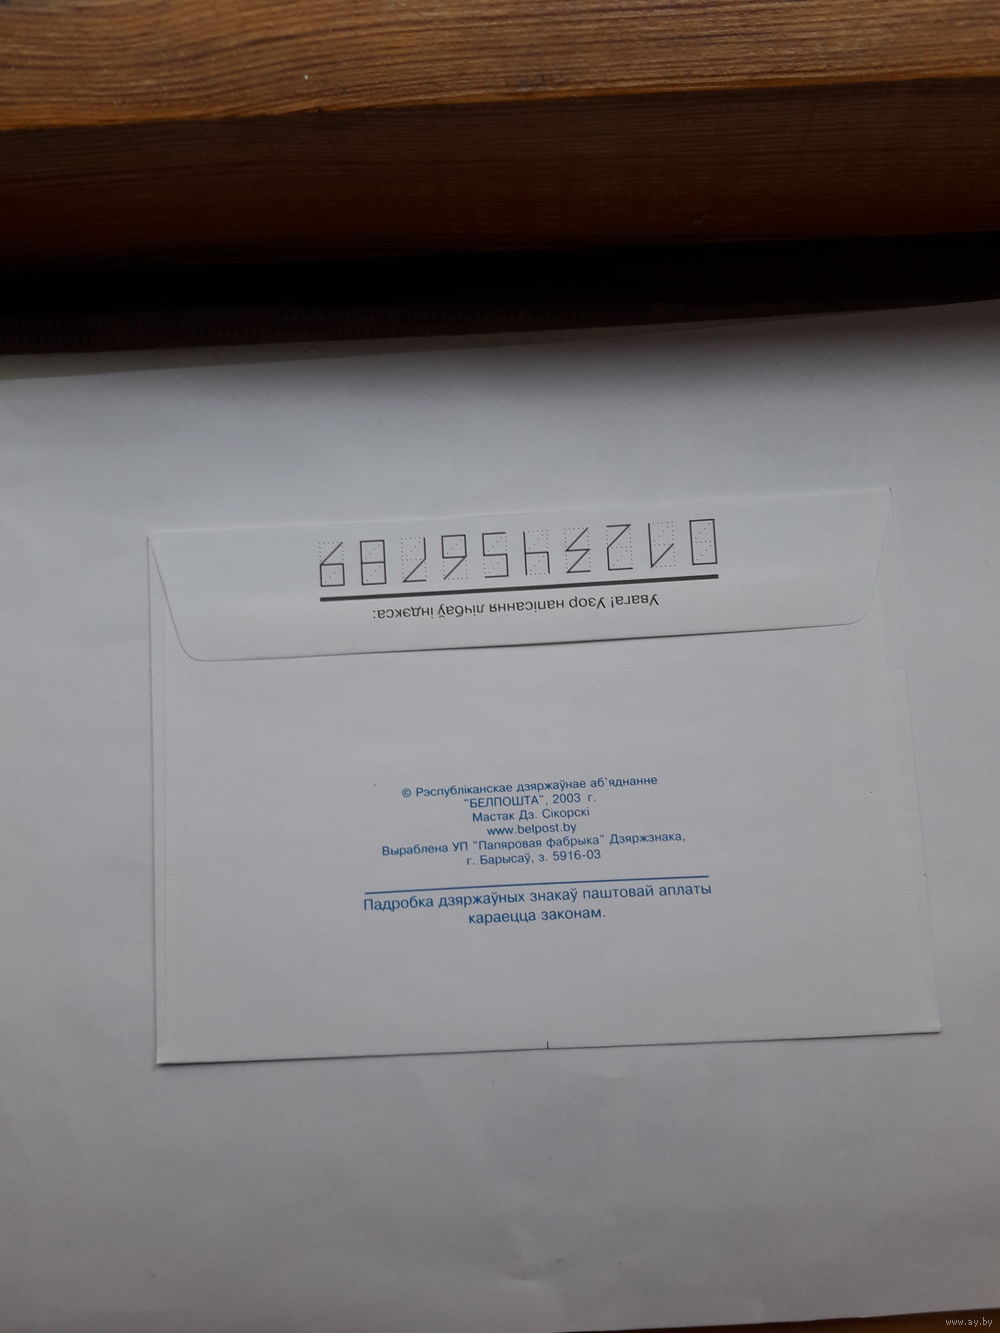 Увага! Узор напісання лічбаў індэкса:
0123456789
© Рэспубліканскае дзяржаўнае аб'яднанне
"БЕЛПОШТА", 2003 г.
Мастак Дз. Сікорскі
www.belpost.by
Выраблена УП "Папяровая фабрыка" Дзяржзнака,
г. Барысаў, з. 5916-03
Падробка дзяржаўных знакаў паштовай аплаты
караецца законам.
www.ay.by